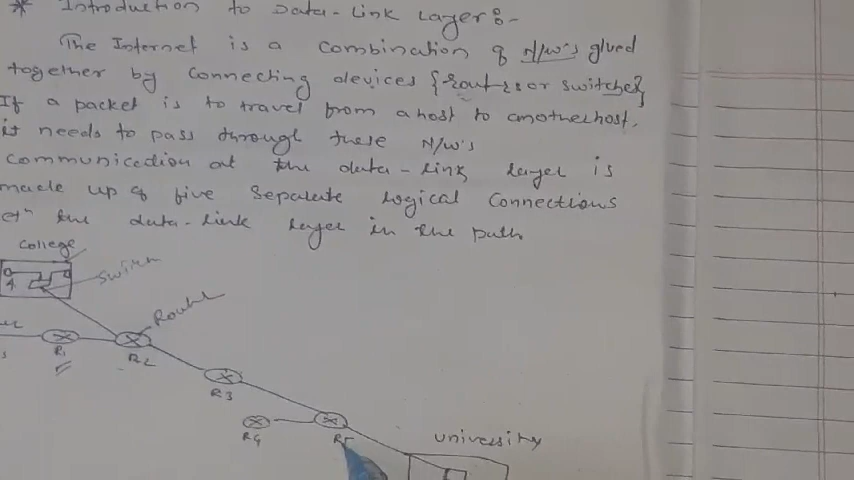 * Introduction to Data-Link Layer:-
The Internet is a combination of N/W's glued
together by connecting devices {routers or switches}
If a packet is to travel from a host to another host,
it needs to pass through these N/W's
communication at the data-link layer is
made up of five separate logical connections
the data-link layer in the path.
College
switch
Router
R1
R2
R3
R4
R5
university